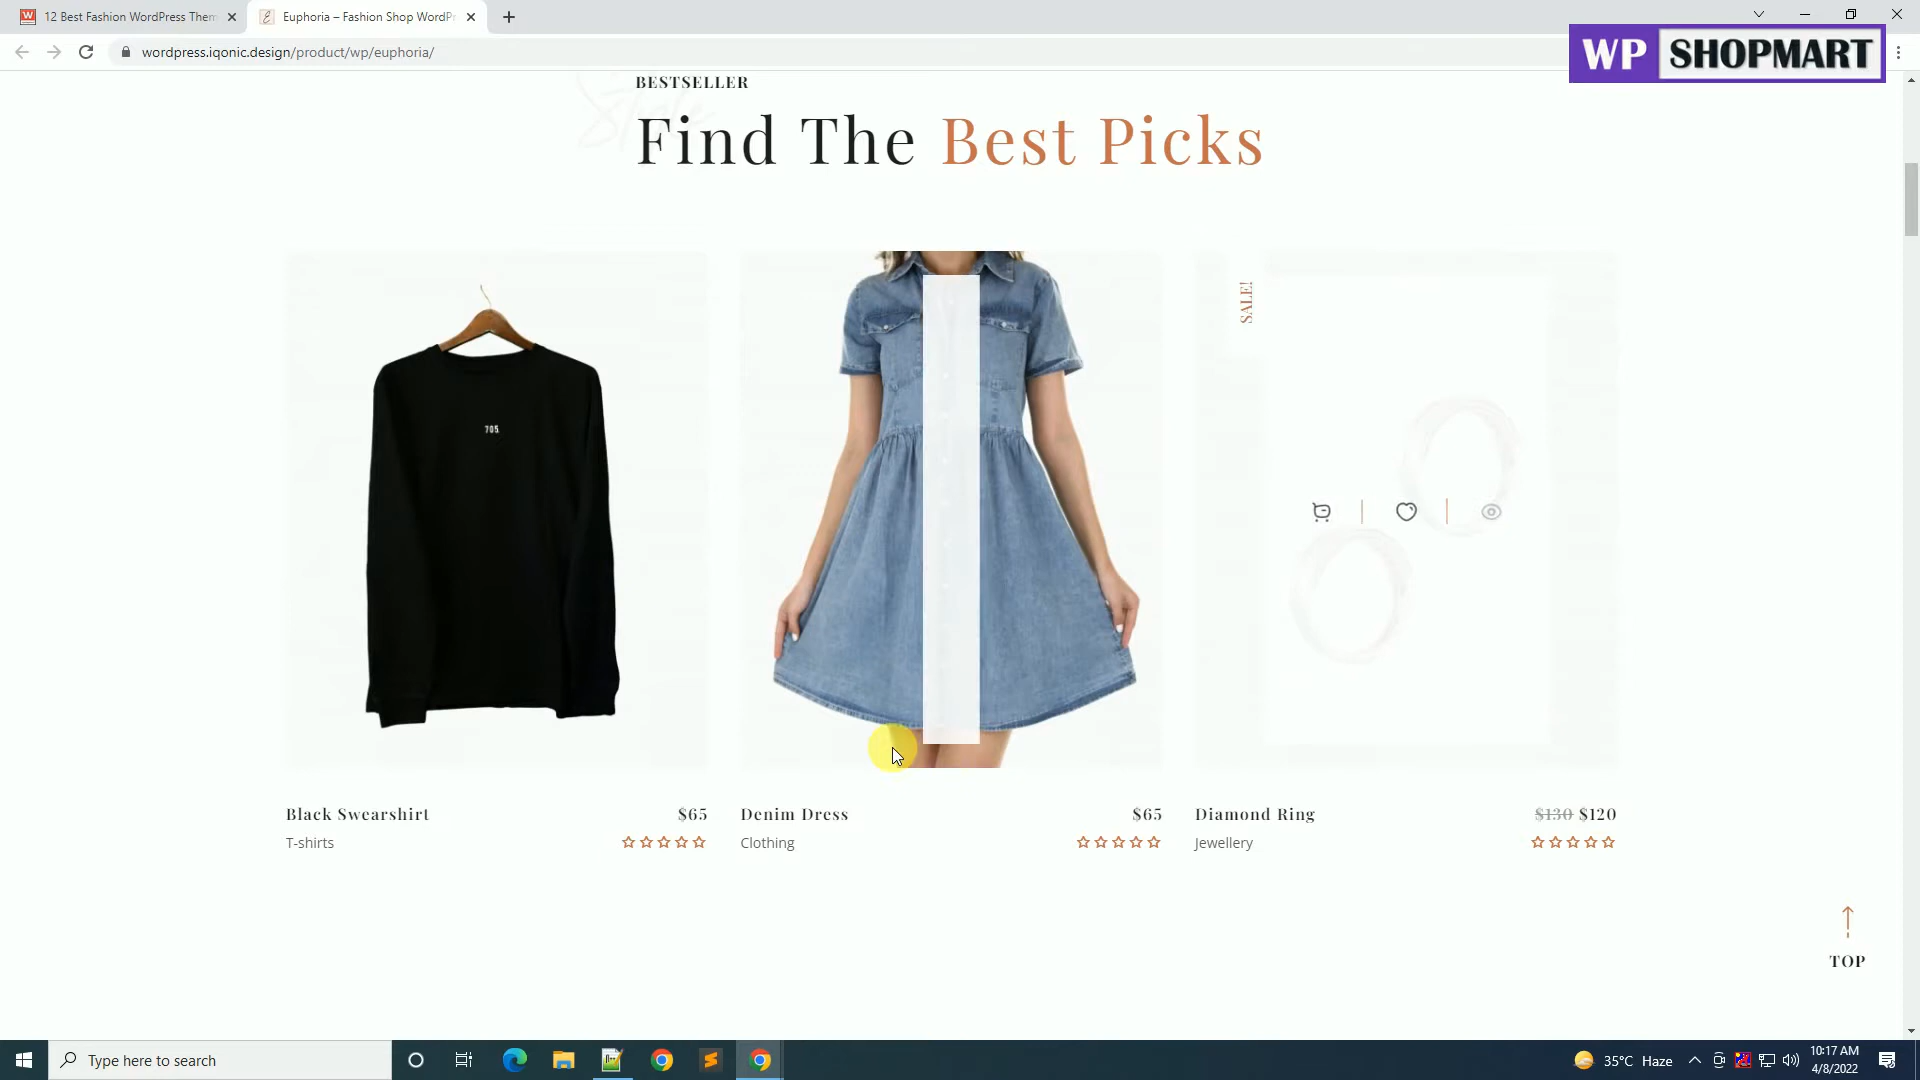 12 Best Fashion WordPress Them
Euphoria – Fashion Shop WordPr
wordpress.iqonic.design/product/wp/euphoria/
WP SHOPMART
BESTSELLER
Find The Best Picks
SALE!
705.
Black Swearshirt $65
T-shirts
Denim Dress $65
Clothing
Diamond Ring $130 $120
Jewellery
TOP
Type here to search
35°C Haze
10:17 AM
4/8/2022